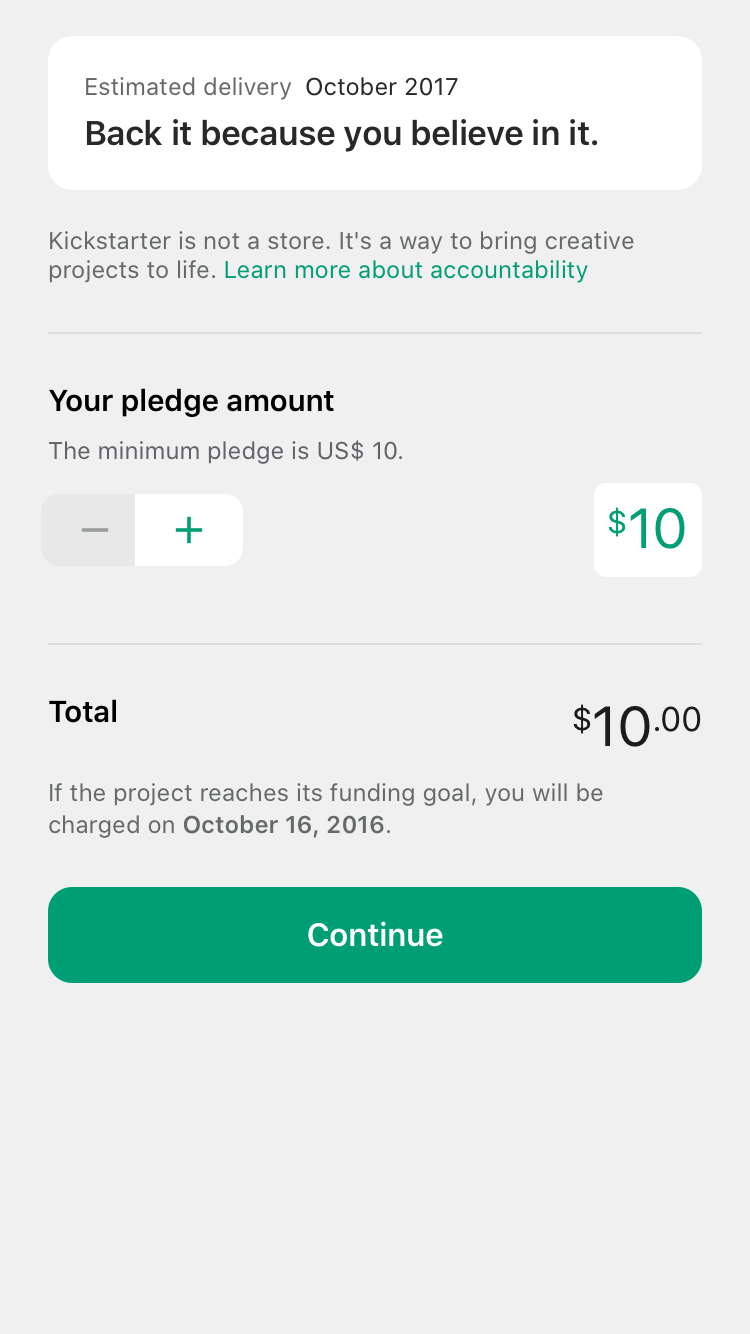 Estimated delivery October 2017
Back it because you believe in it.
Kickstarter is not a store. It's a way to bring creative
projects to life. Learn more about accountability
Your pledge amount
The minimum pledge is US$ 10.
− + $10
Total $10.00
If the project reaches its funding goal, you will be
charged on October 16, 2016.
Continue